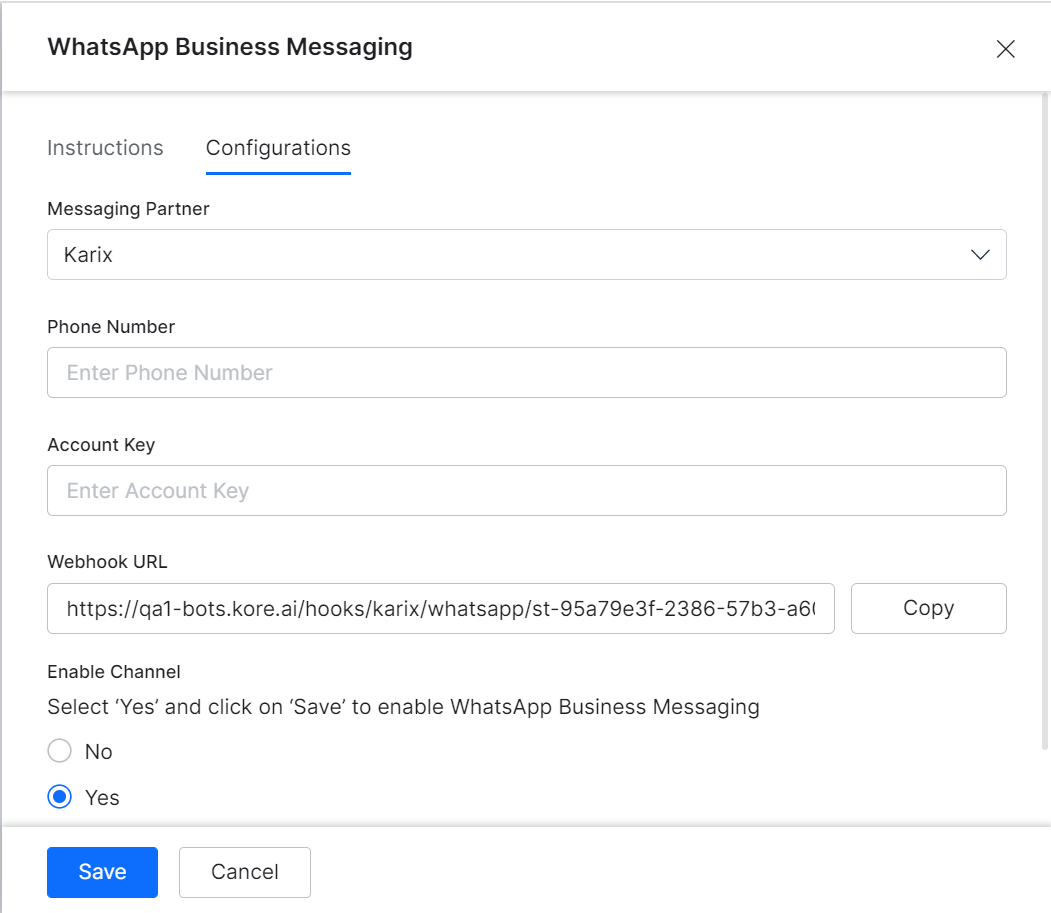 WhatsApp Business Messaging
Instructions
Configurations
Messaging Partner
Karix
Phone Number
Enter Phone Number
Account Key
Enter Account Key
Webhook URL
https://qa1-bots.kore.ai/hooks/karix/whatsapp/st-95a79e3f-2386-57b3-a60
Copy
Enable Channel
Select ‘Yes’ and click on ‘Save’ to enable WhatsApp Business Messaging
No
Yes
Save
Cancel